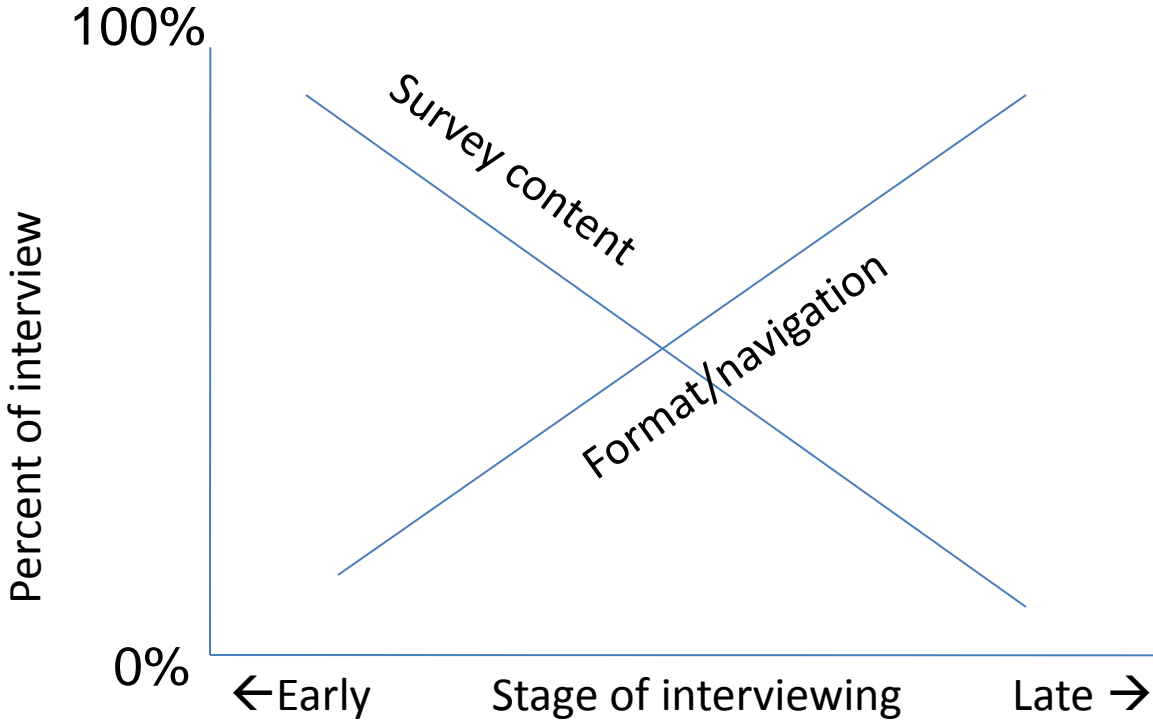 100%
Survey content
Format/navigation
Percent of interview
0%
←Early
Stage of interviewing
Late →